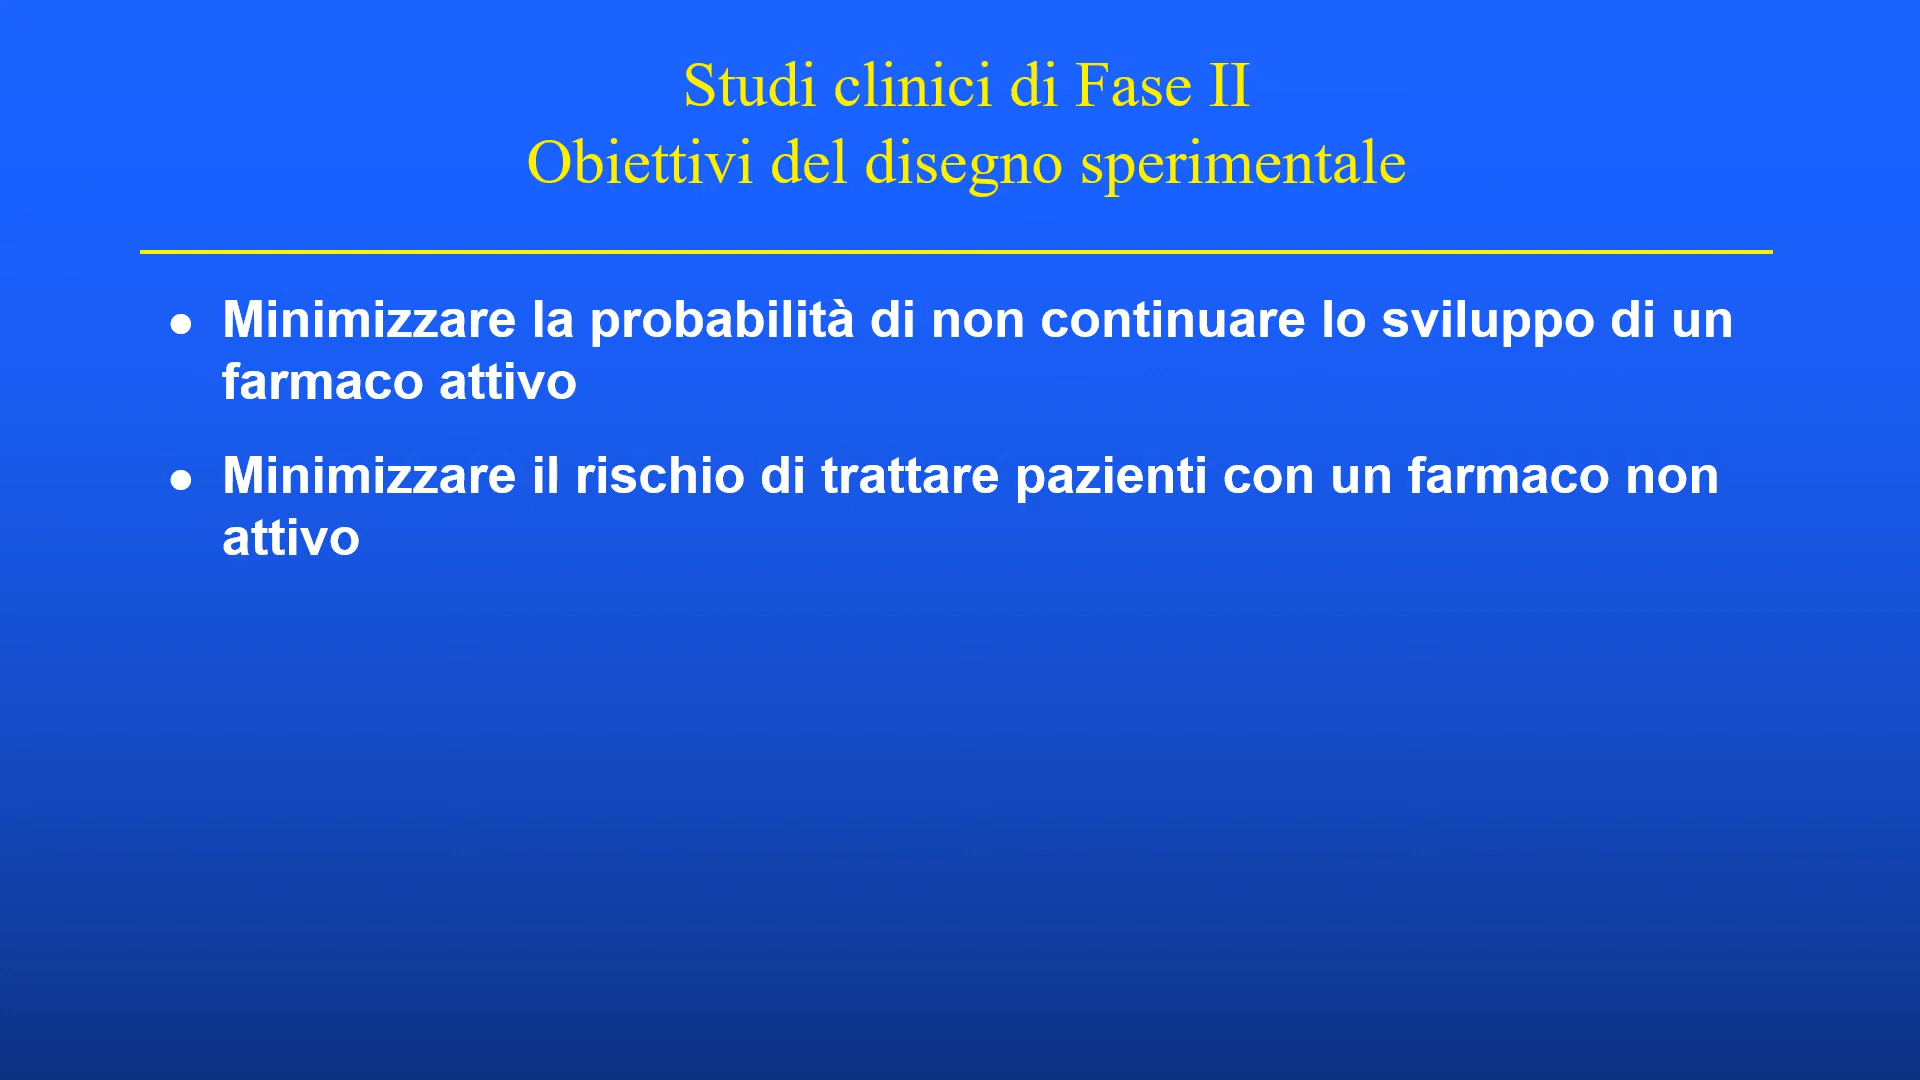 Studi clinici di Fase II
Obiettivi del disegno sperimentale
● Minimizzare la probabilità di non continuare lo sviluppo di un
farmaco attivo
● Minimizzare il rischio di trattare pazienti con un farmaco non
attivo